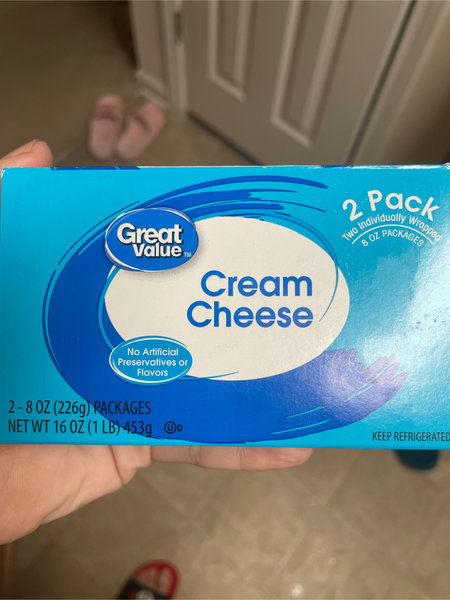 2 Pack
Two Individually Wrapped
8 OZ PACKAGES
Great
Value™
Cream
Cheese
No Artificial
Preservatives or
Flavors
2 - 8 OZ (226g) PACKAGES
NET WT 16 OZ (1 LB) 453g Ⓤ D
KEEP REFRIGERATED